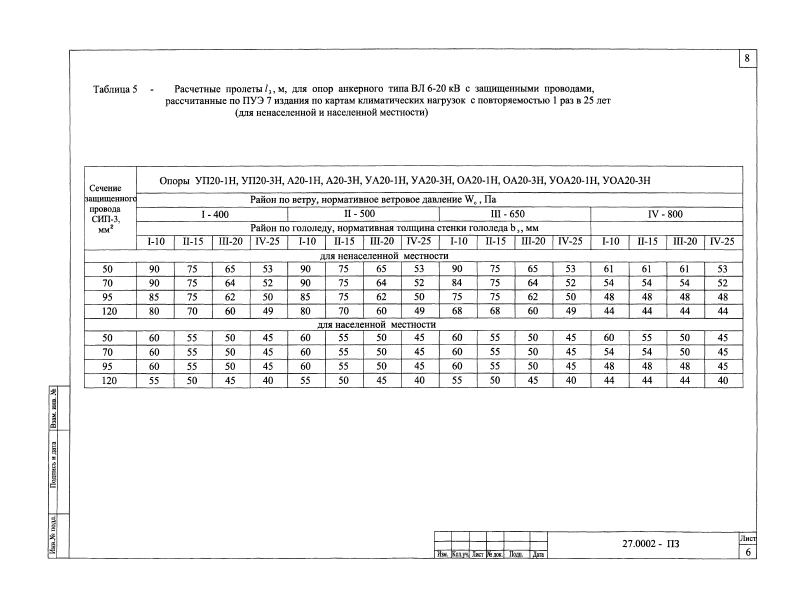 8
Таблица 5 - Расчетные пролеты l₃, м, для опор анкерного типа ВЛ 6-20 кВ с защищенными проводами,
рассчитанные по ПУЭ 7 издания по картам климатических нагрузок с повторяемостью 1 раз в 25 лет
(для ненаселенной и населенной местности)
Сечение защищенного провода СИП-3, мм²
Опоры УП20-1Н, УП20-3Н, А20-1Н, А20-3Н, УА20-1Н, УА20-3Н, ОА20-1Н, ОА20-3Н, УОА20-1Н, УОА20-3Н
Район по ветру, нормативное ветровое давление Wₒ, Па
I - 400 II - 500 III - 650 IV - 800
Район по гололеду, нормативная толщина стенки гололеда b₃, мм
I-10 II-15 III-20 IV-25 I-10 II-15 III-20 IV-25 I-10 II-15 III-20 IV-25 I-10 II-15 III-20 IV-25
для ненаселенной местности
50 90 75 65 53 90 75 65 53 90 75 65 53 61 61 61 53
70 90 75 64 52 90 75 64 52 84 75 64 52 54 54 54 52
95 85 75 62 50 85 75 62 50 75 75 62 50 48 48 48 48
120 80 70 60 49 80 70 60 49 68 68 60 49 44 44 44 44
для населенной местности
50 60 55 50 45 60 55 50 45 60 55 50 45 60 55 50 45
70 60 55 50 45 60 55 50 45 60 55 50 45 54 54 50 45
95 60 55 50 45 60 55 50 45 60 55 50 45 48 48 48 45
120 55 50 45 40 55 50 45 40 55 50 45 40 44 44 44 40
Взам. инв. №
Подпись и дата
Инв.№ подл.
Изм. Кол.уч. Лист № док. Подп. Дата
27.0002 - ПЗ
Лист
6